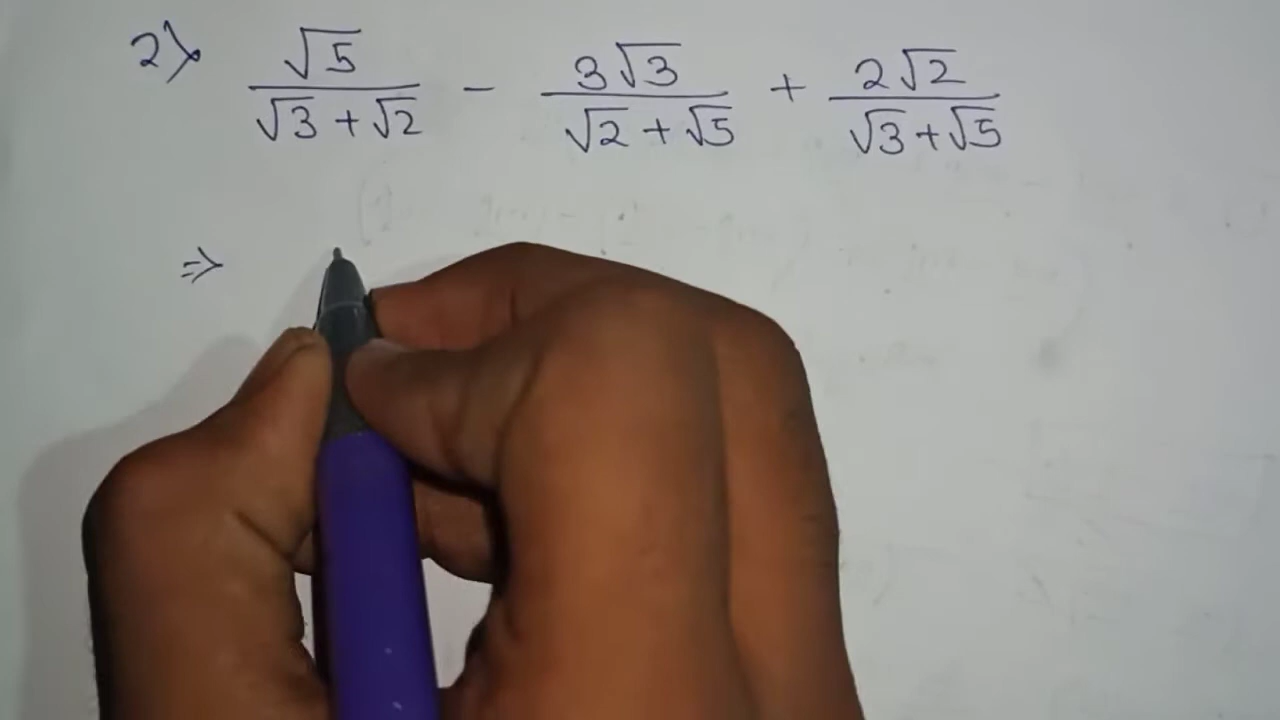 2) √5/(√3+√2) - 3√3/(√2+√5) + 2√2/(√3+√5)
⇒